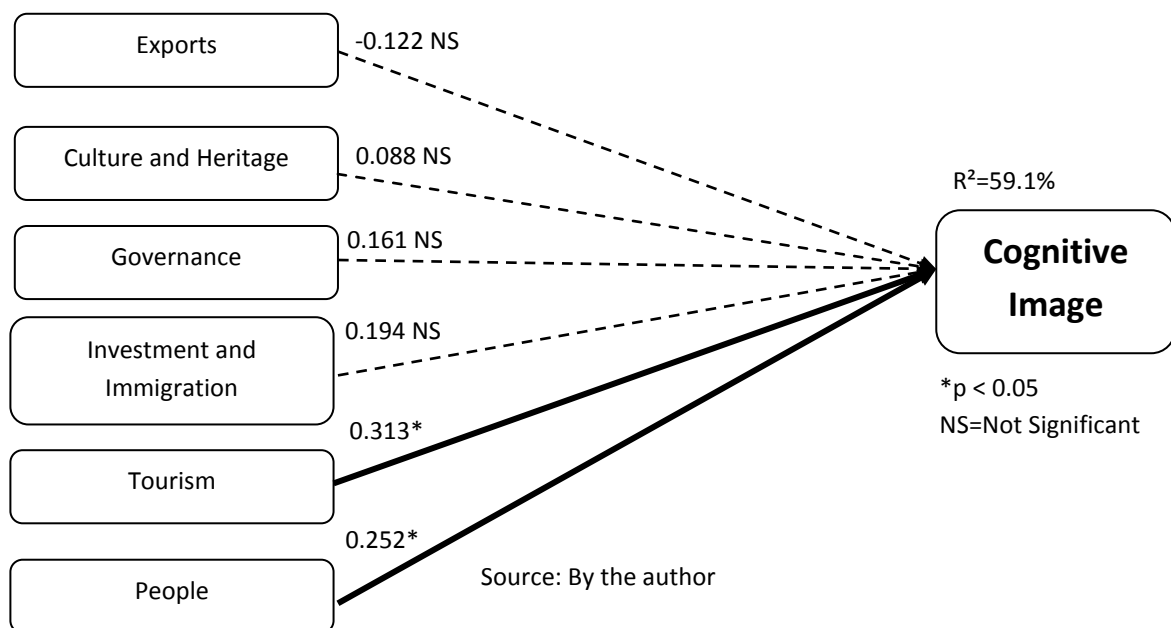 Exports
-0.122 NS
Culture and Heritage
0.088 NS
R²=59.1%
Governance
0.161 NS
Cognitive
Image
Investment and
Immigration
0.194 NS
*p < 0.05
NS=Not Significant
Tourism
0.313*
People
0.252*
Source: By the author